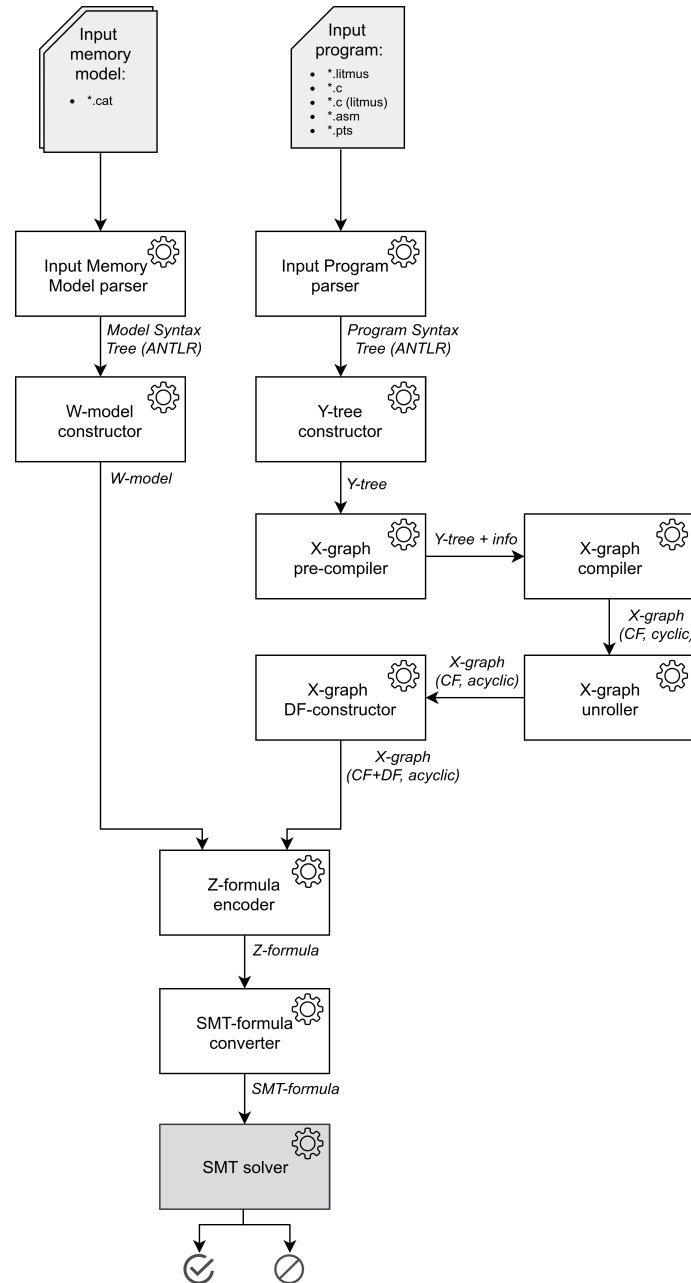 Input
memory
model:
• *.cat
Input
program:
• *.litmus
• *.c
• *.c (litmus)
• *.asm
• *.pts
Input Memory
Model parser
Input Program
parser
Model Syntax
Tree (ANTLR)
Program Syntax
Tree (ANTLR)
W-model
constructor
Y-tree
constructor
W-model
Y-tree
X-graph
pre-compiler
Y-tree + info
X-graph
compiler
X-graph
(CF, cyclic)
X-graph
(CF, acyclic)
X-graph
DF-constructor
X-graph
unroller
X-graph
(CF+DF, acyclic)
Z-formula
encoder
Z-formula
SMT-formula
converter
SMT-formula
SMT solver